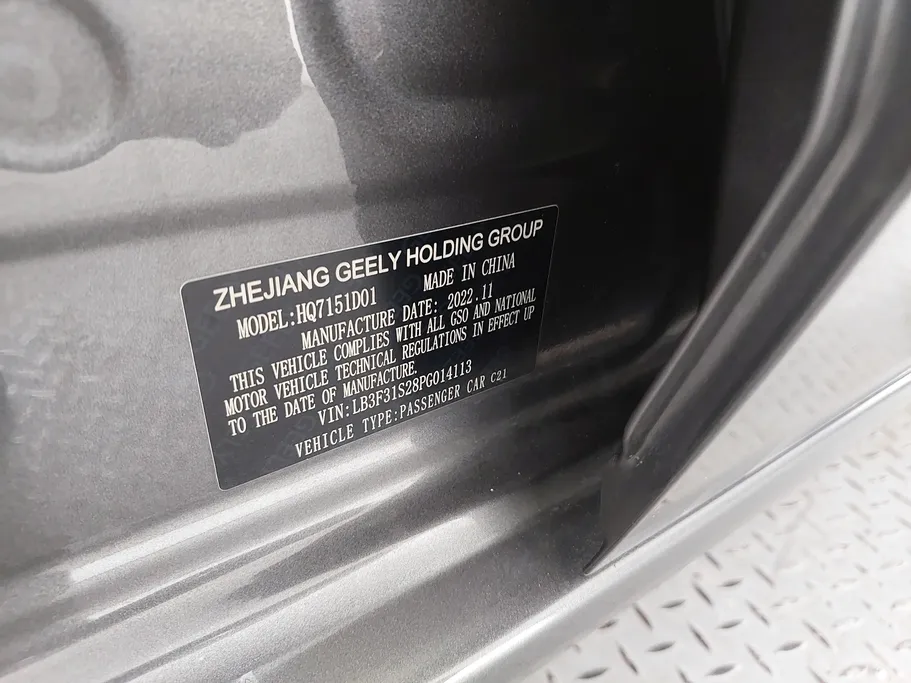 ZHEJIANG GEELY HOLDING GROUP
MODEL:HQ7151D01 MADE IN CHINA
MANUFACTURE DATE: 2022.11
THIS VEHICLE COMPLIES WITH ALL GSO AND NATIONAL
MOTOR VEHICLE TECHNICAL REGULATIONS IN EFFECT UP
TO THE DATE OF MANUFACTURE.
VIN:LB3F31S28PG014113
VEHICLE TYPE:PASSENGER CAR C21